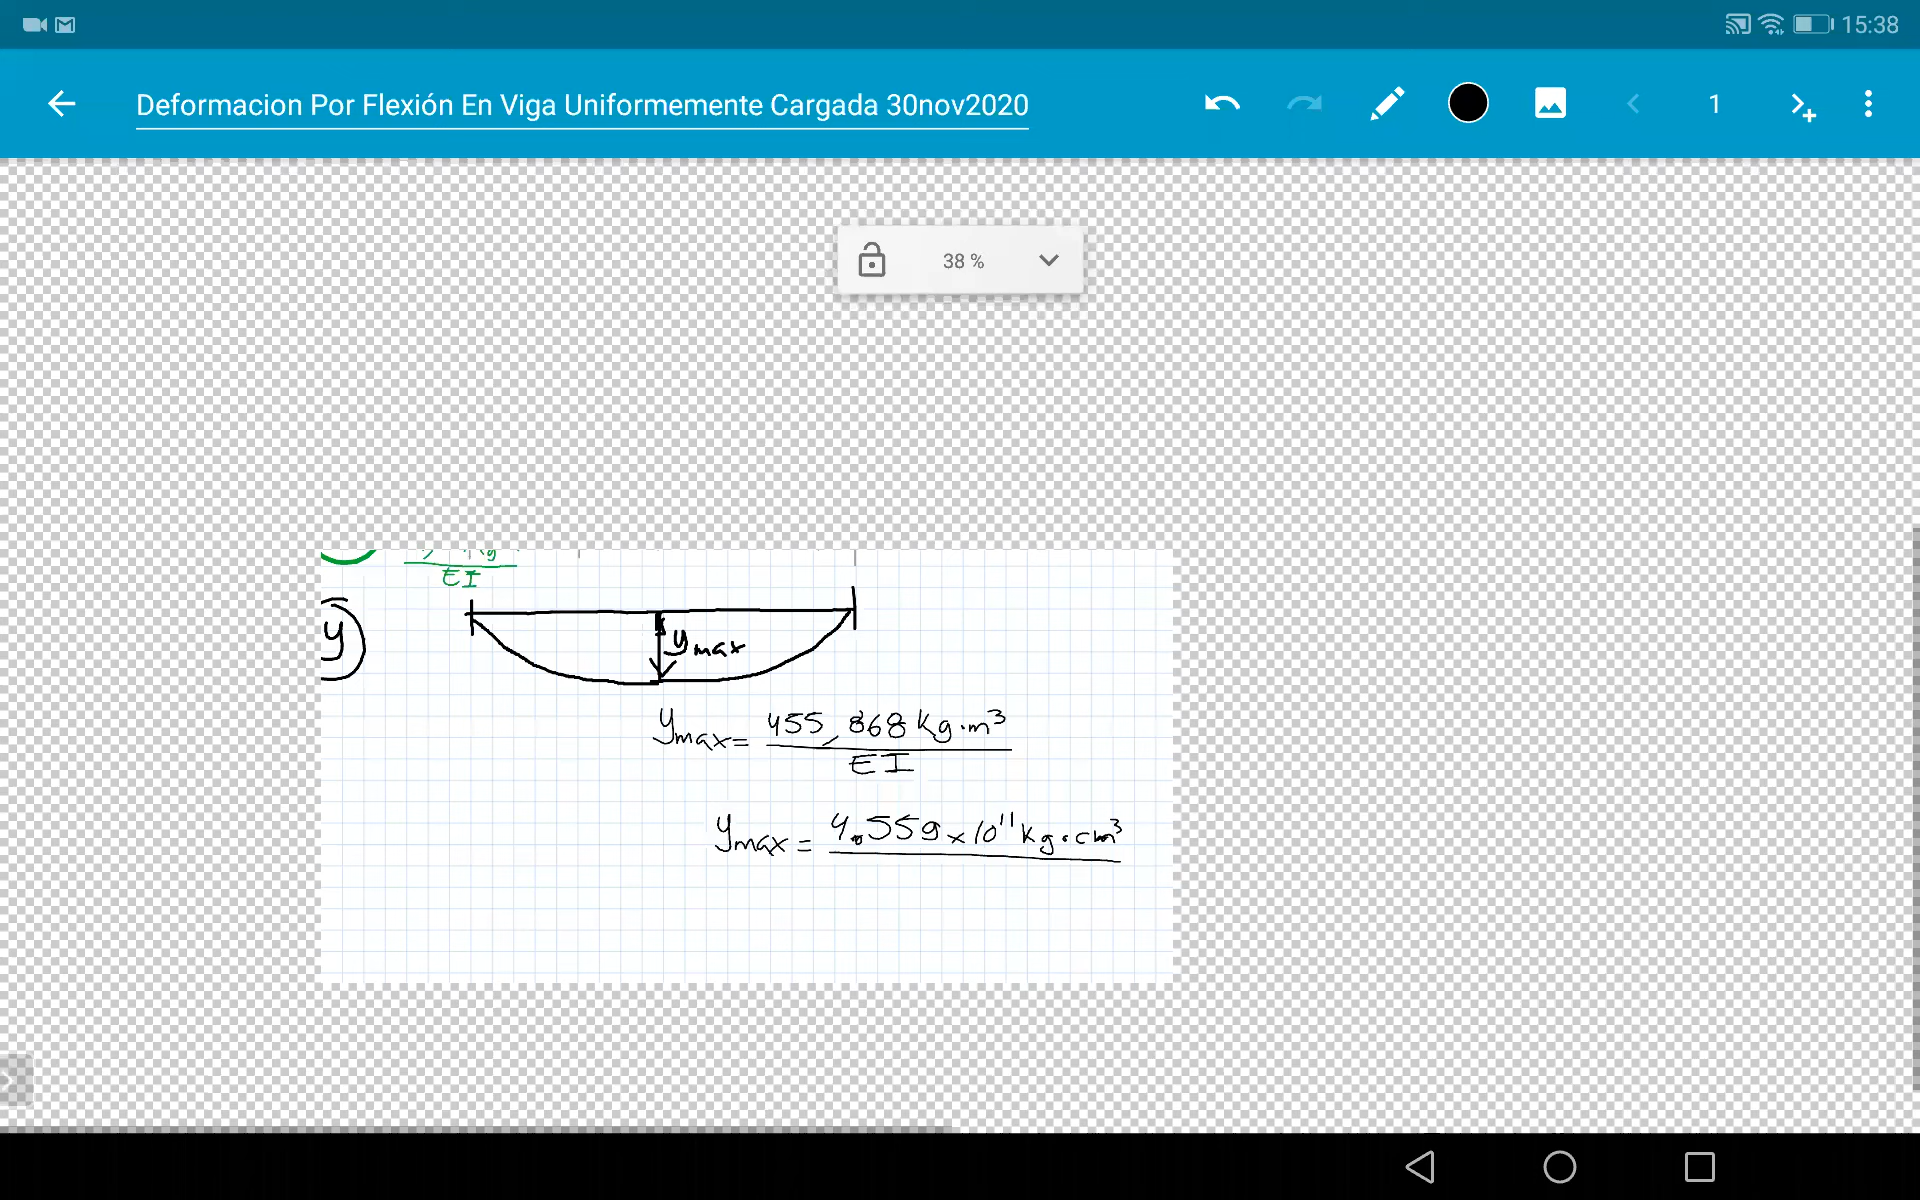 15:38
Deformacion Por Flexión En Viga Uniformemente Cargada 30nov2020
1
38 %
EI
y
ymax
ymax = 455,868 kg·m³
EI
ymax = 4.559 x 10¹¹ kg·cm³